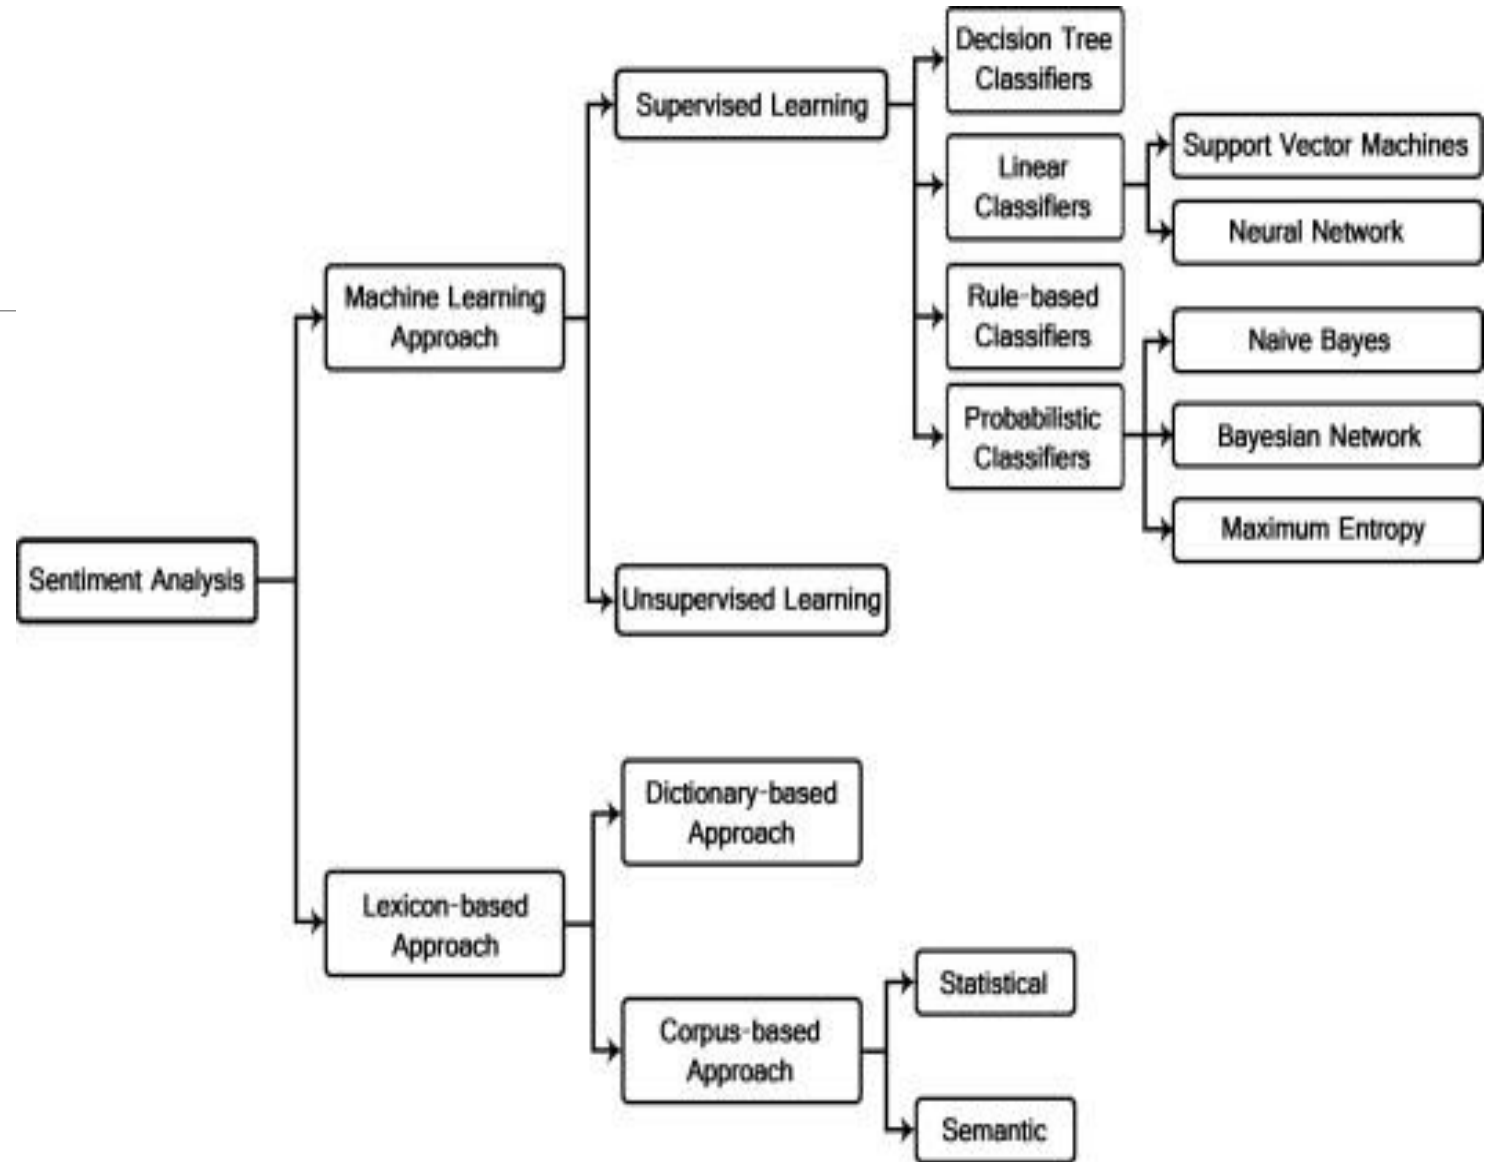 Decision Tree
Classifiers
Supervised Learning
Linear
Classifiers
Support Vector Machines
Neural Network
Machine Learning
Approach
Rule-based
Classifiers
Naive Bayes
Probabilistic
Classifiers
Bayesian Network
Maximum Entropy
Sentiment Analysis
Unsupervised Learning
Dictionary-based
Approach
Lexicon-based
Approach
Corpus-based
Approach
Statistical
Semantic